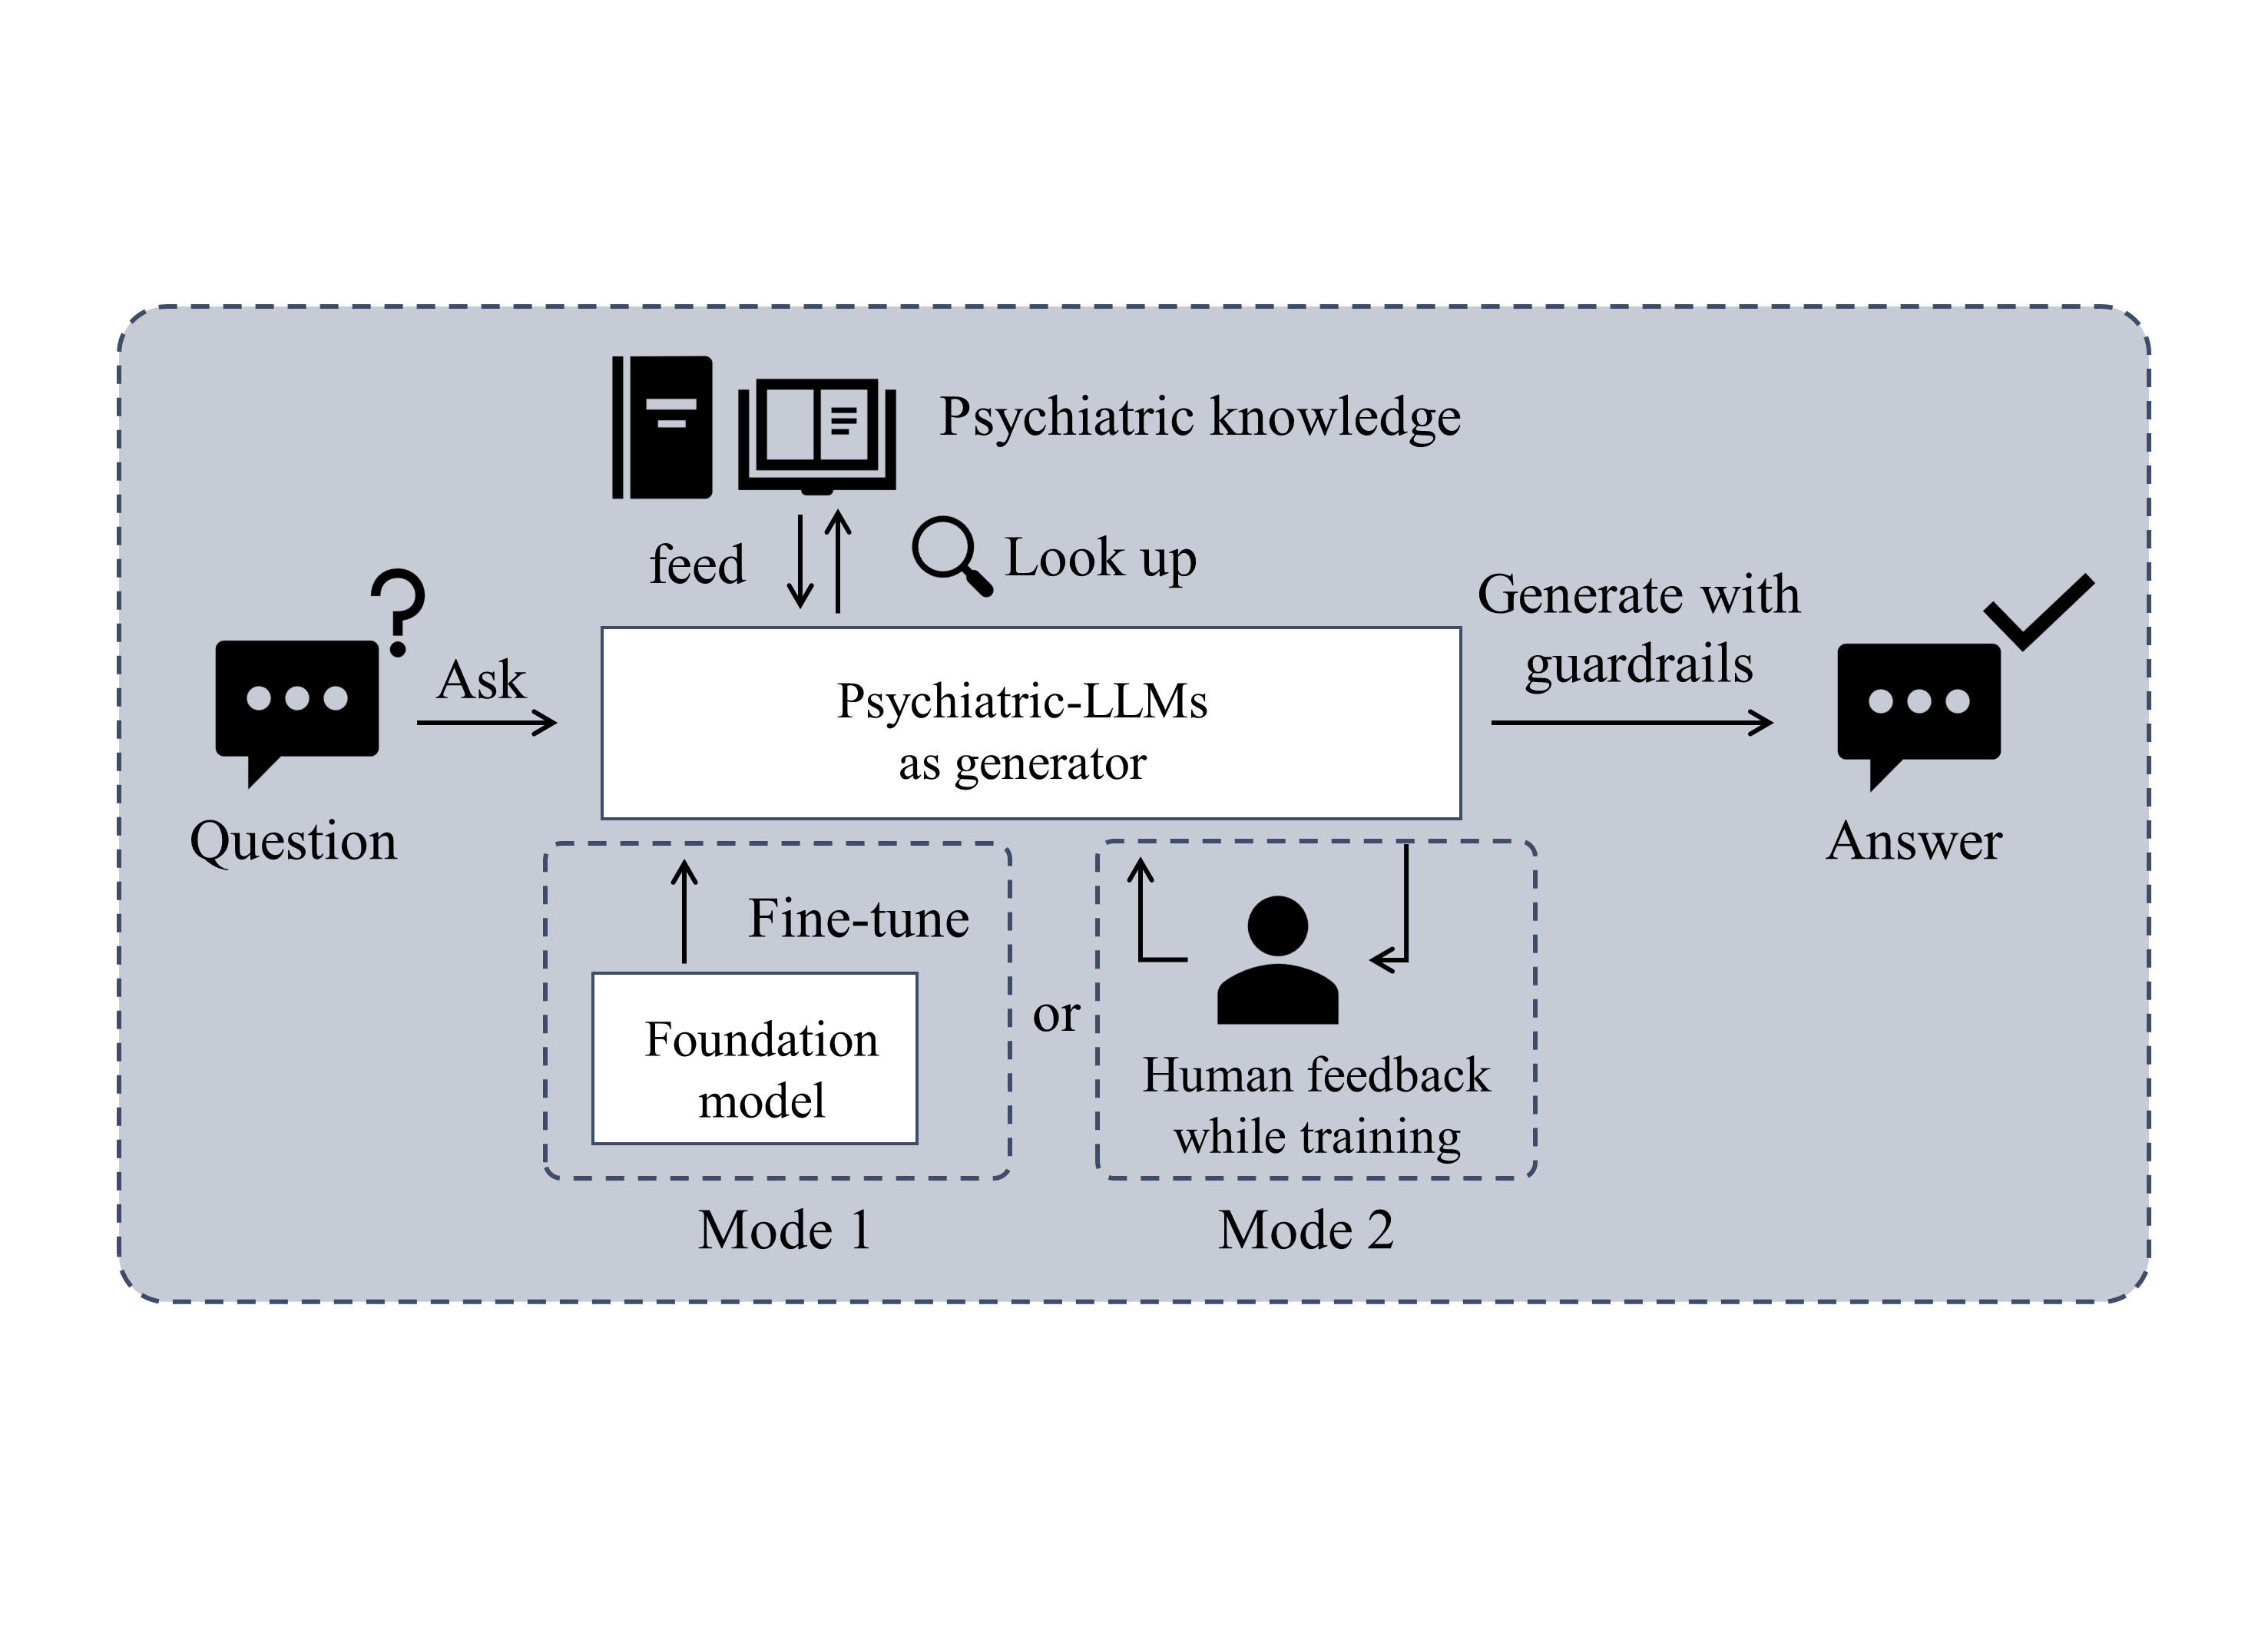 Psychiatric knowledge
feed
Look up
Generate with
guardrails
?
Ask
Psychiatric-LLMs
as generator
Question
Answer
Fine-tune
or
Foundation
model
Human feedback
while training
Mode 1
Mode 2